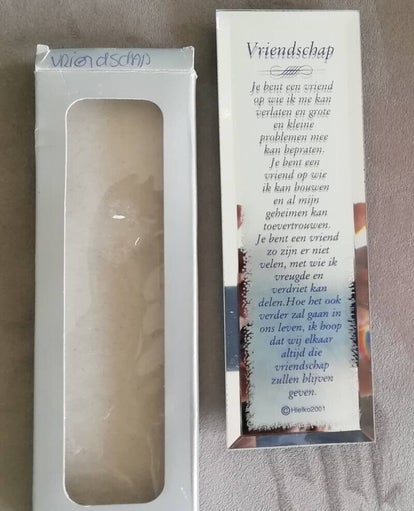 vriendschap
Vriendschap
Je bent een vriend
op wie ik me kan
verlaten en grote
en kleine
problemen mee
kan bepraten.
Je bent een
vriend op wie
ik kan bouwen
en al mijn
geheimen kan
toevertrouwen.
Je bent een vriend
zo zijn er niet
velen, met wie ik
vreugde en
verdriet kan
delen.Hoe het ook
verder zal gaan in
ons leven, ik hoop
dat wij elkaar
altijd die
vriendschap
zullen blijven
geven.
©Hielko2001